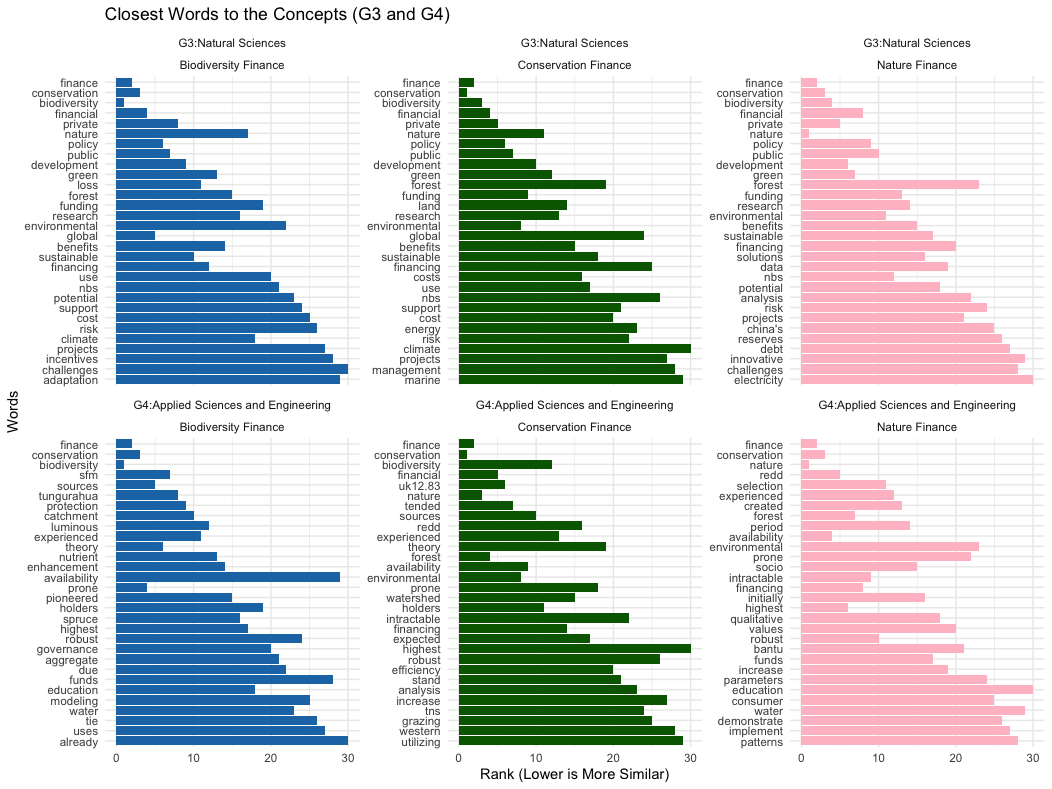 Closest Words to the Concepts (G3 and G4)
Words
G3:Natural Sciences
Biodiversity Finance
finance
conservation
biodiversity
financial
private
nature
policy
public
development
green
loss
forest
funding
research
environmental
global
benefits
sustainable
financing
use
nbs
potential
support
cost
risk
climate
projects
incentives
challenges
adaptation
G3:Natural Sciences
Conservation Finance
finance
conservation
biodiversity
financial
private
nature
policy
public
development
green
forest
funding
land
research
environmental
global
benefits
sustainable
financing
costs
use
nbs
support
cost
energy
risk
climate
projects
management
marine
G3:Natural Sciences
Nature Finance
finance
conservation
biodiversity
financial
private
nature
policy
public
development
green
forest
funding
research
environmental
benefits
sustainable
financing
solutions
data
nbs
potential
analysis
risk
projects
china's
reserves
debt
innovative
challenges
electricity
G4:Applied Sciences and Engineering
Biodiversity Finance
finance
conservation
biodiversity
sfm
sources
tungurahua
protection
catchment
luminous
experienced
theory
nutrient
enhancement
availability
prone
pioneered
holders
spruce
highest
robust
governance
aggregate
due
funds
education
modeling
water
tie
uses
already
0 10 20 30
G4:Applied Sciences and Engineering
Conservation Finance
finance
conservation
biodiversity
financial
uk12.83
nature
tended
sources
redd
experienced
theory
forest
availability
environmental
prone
watershed
holders
intractable
financing
expected
highest
robust
efficiency
stand
analysis
increase
tns
grazing
western
utilizing
0 10 20 30
G4:Applied Sciences and Engineering
Nature Finance
finance
conservation
nature
redd
selection
experienced
created
forest
period
availability
environmental
prone
socio
intractable
financing
initially
highest
qualitative
values
robust
bantu
funds
increase
parameters
education
consumer
water
demonstrate
implement
patterns
0 10 20 30
Rank (Lower is More Similar)